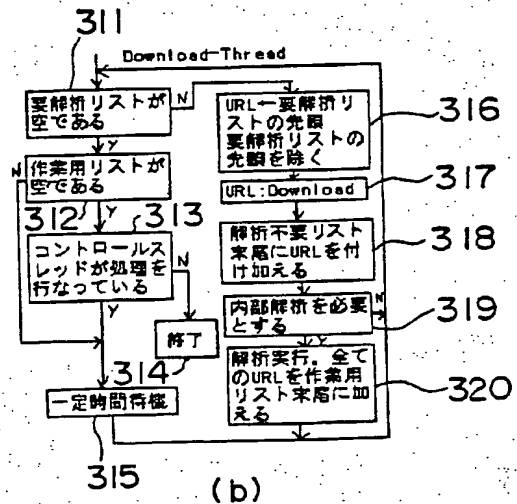 311
Download-Thread
要解析リストが
空である
N
Y
作業用リストが
空である
N
312
Y
313
コントロールス
レッドが処理を
行なっている
N
Y
終了
314
一定時間待機
315
URL←要解析リ
ストの先頭
要解析リストの
先頭を除く
316
URL:Download
317
解析不要リスト
末尾にURLを付
け加える
318
内部解析を必要
とする
N
319
Y
解析実行。全て
のURLを作業用
リスト末尾に加
える
320
(b)